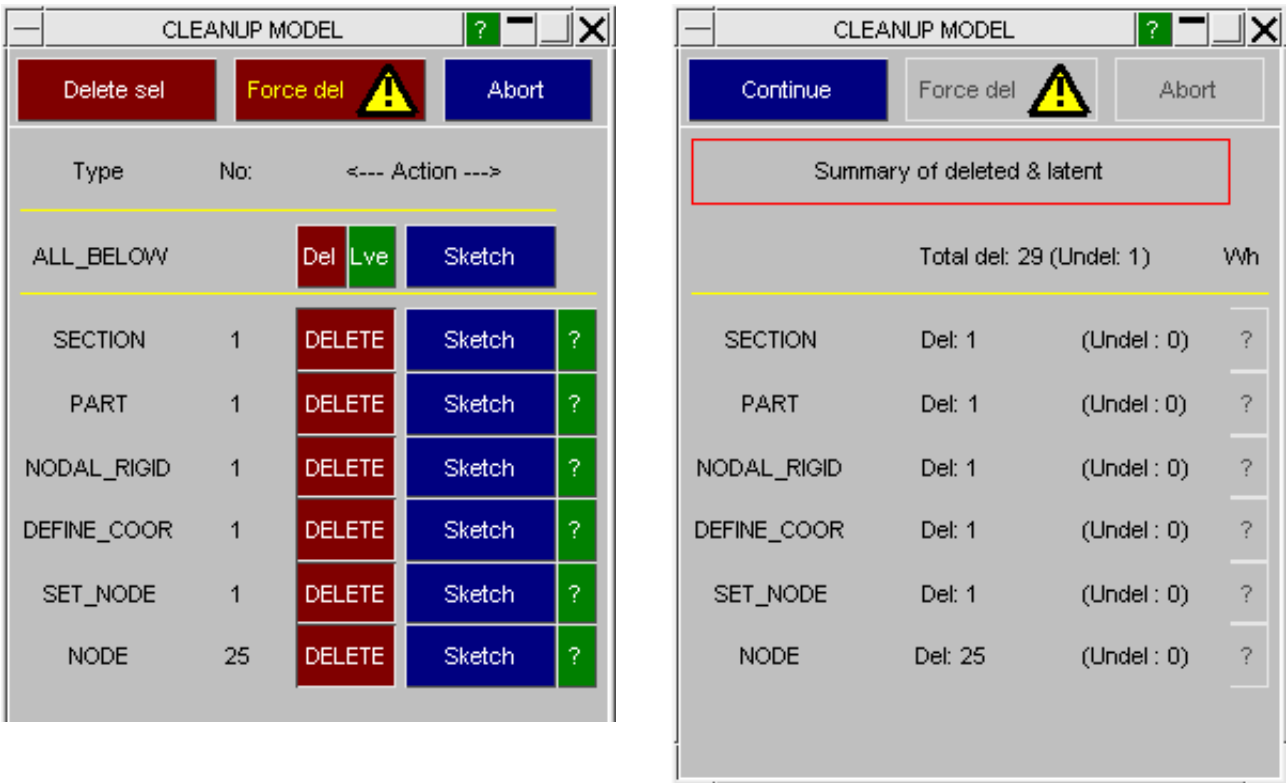 CLEANUP MODEL ?
Delete sel Force del Abort
Type No: <--- Action --->
ALL_BELOW Del Lve Sketch
SECTION 1 DELETE Sketch ?
PART 1 DELETE Sketch ?
NODAL_RIGID 1 DELETE Sketch ?
DEFINE_COOR 1 DELETE Sketch ?
SET_NODE 1 DELETE Sketch ?
NODE 25 DELETE Sketch ?
CLEANUP MODEL ?
Continue Force del Abort
Summary of deleted & latent
Total del: 29 (Undel: 1) Wh
SECTION Del: 1 (Undel : 0) ?
PART Del: 1 (Undel : 0) ?
NODAL_RIGID Del: 1 (Undel : 0) ?
DEFINE_COOR Del: 1 (Undel : 0) ?
SET_NODE Del: 1 (Undel : 0) ?
NODE Del: 25 (Undel : 0) ?